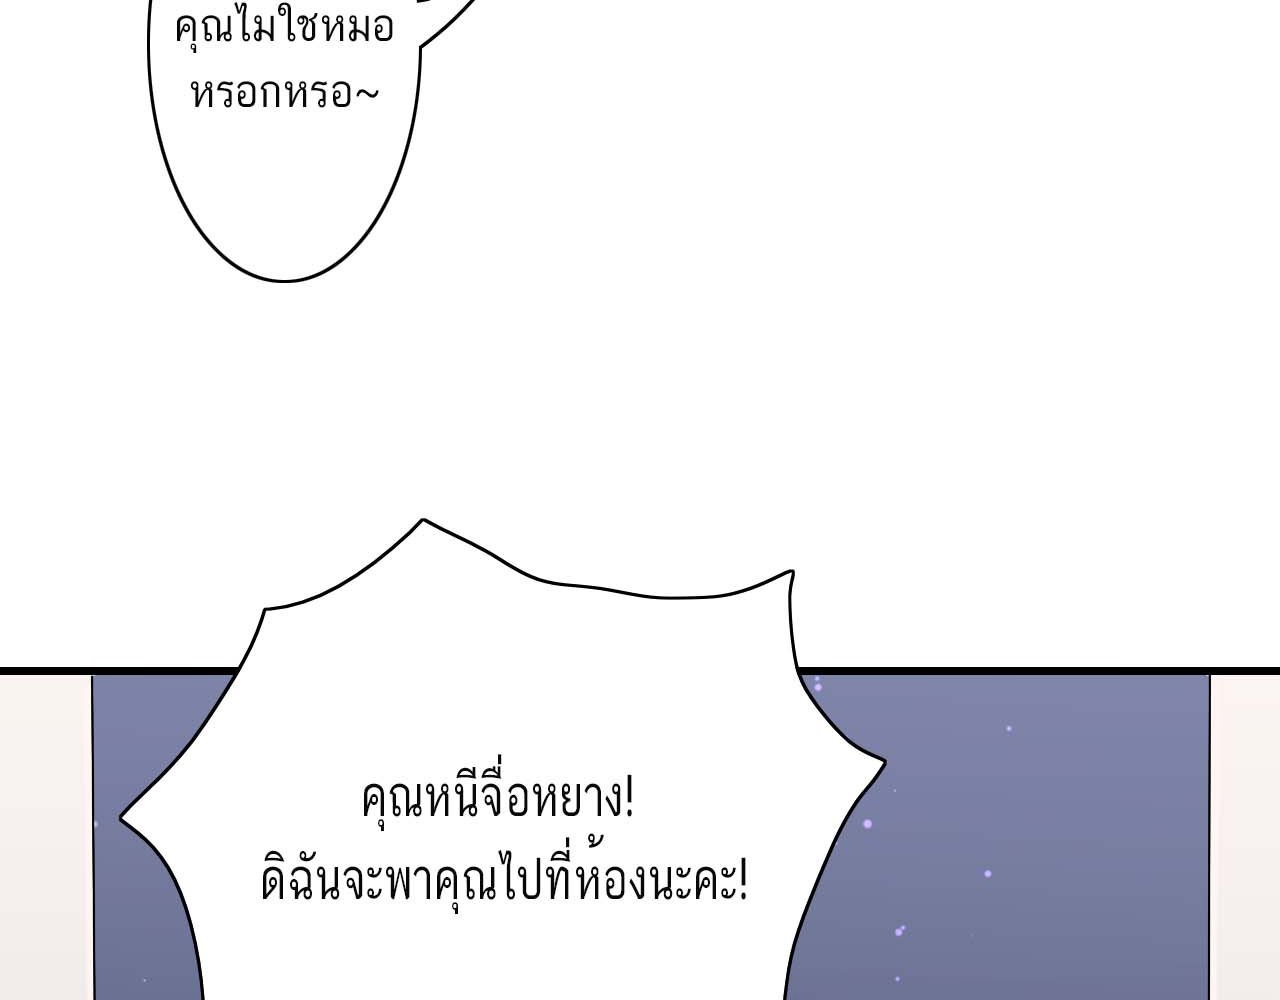 คุณไม่ใช่หมอ
หรอกหรอ~
คุณหนีจื่อหยาง!
ดิฉันจะพาคุณไปที่ห้องนะคะ!